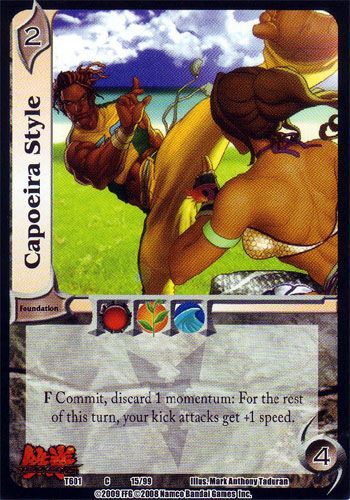 2
Capoeira Style
Foundation
F Commit, discard 1 momentum: For the rest
of this turn, your kick attacks get +1 speed.
4
T601 C 15/99 Illus. Mark Anthony Taduran
©2009 FFG ©2008 Namco Bandai Games Inc.